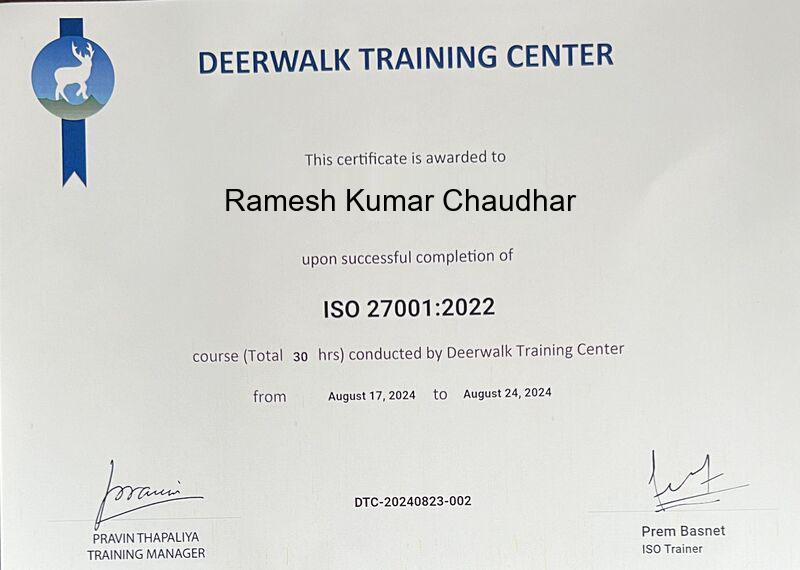 DEERWALK TRAINING CENTER
This certificate is awarded to
Ramesh Kumar Chaudhar
upon successful completion of
ISO 27001:2022
course (Total 30 hrs) conducted by Deerwalk Training Center
from August 17, 2024 to August 24, 2024
DTC-20240823-002
PRAVIN THAPALIYA
TRAINING MANAGER
Prem Basnet
ISO Trainer